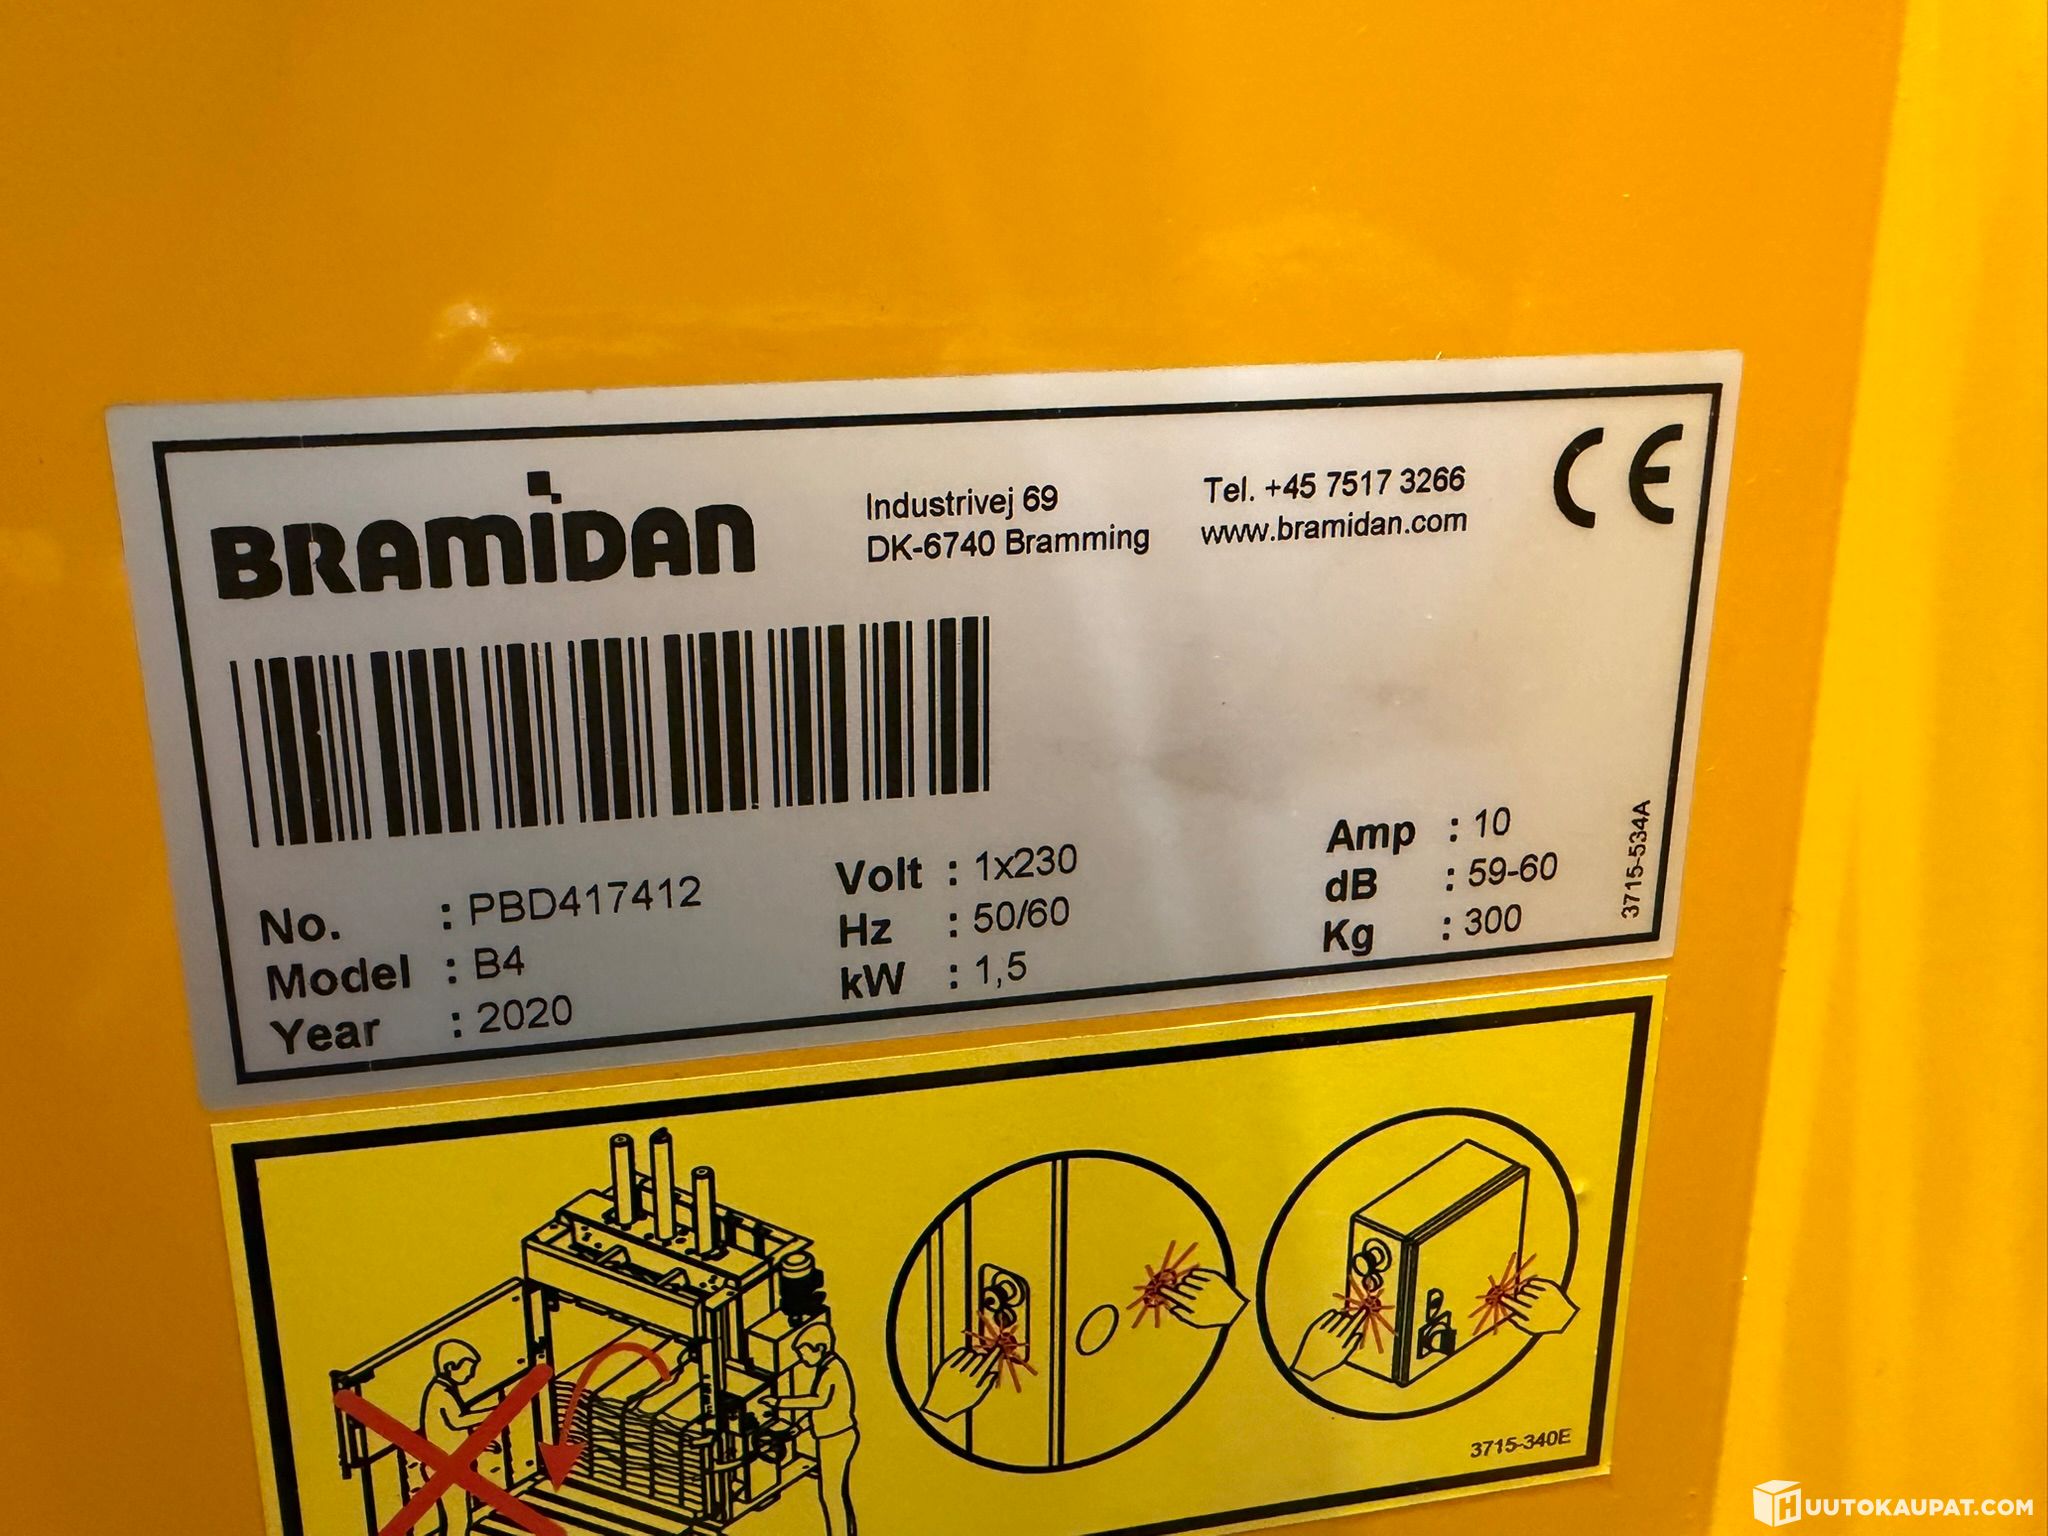 BRAMIDAN
Industrivej 69
DK-6740 Bramming
Tel. +45 7517 3266
www.bramidan.com
CE
No. : PBD417412
Model : B4
Year : 2020
Volt : 1x230
Hz : 50/60
kW : 1,5
Amp : 10
dB : 59-60
Kg : 300
3715-534A
3715-340E
HUUTOKAUPAT.COM